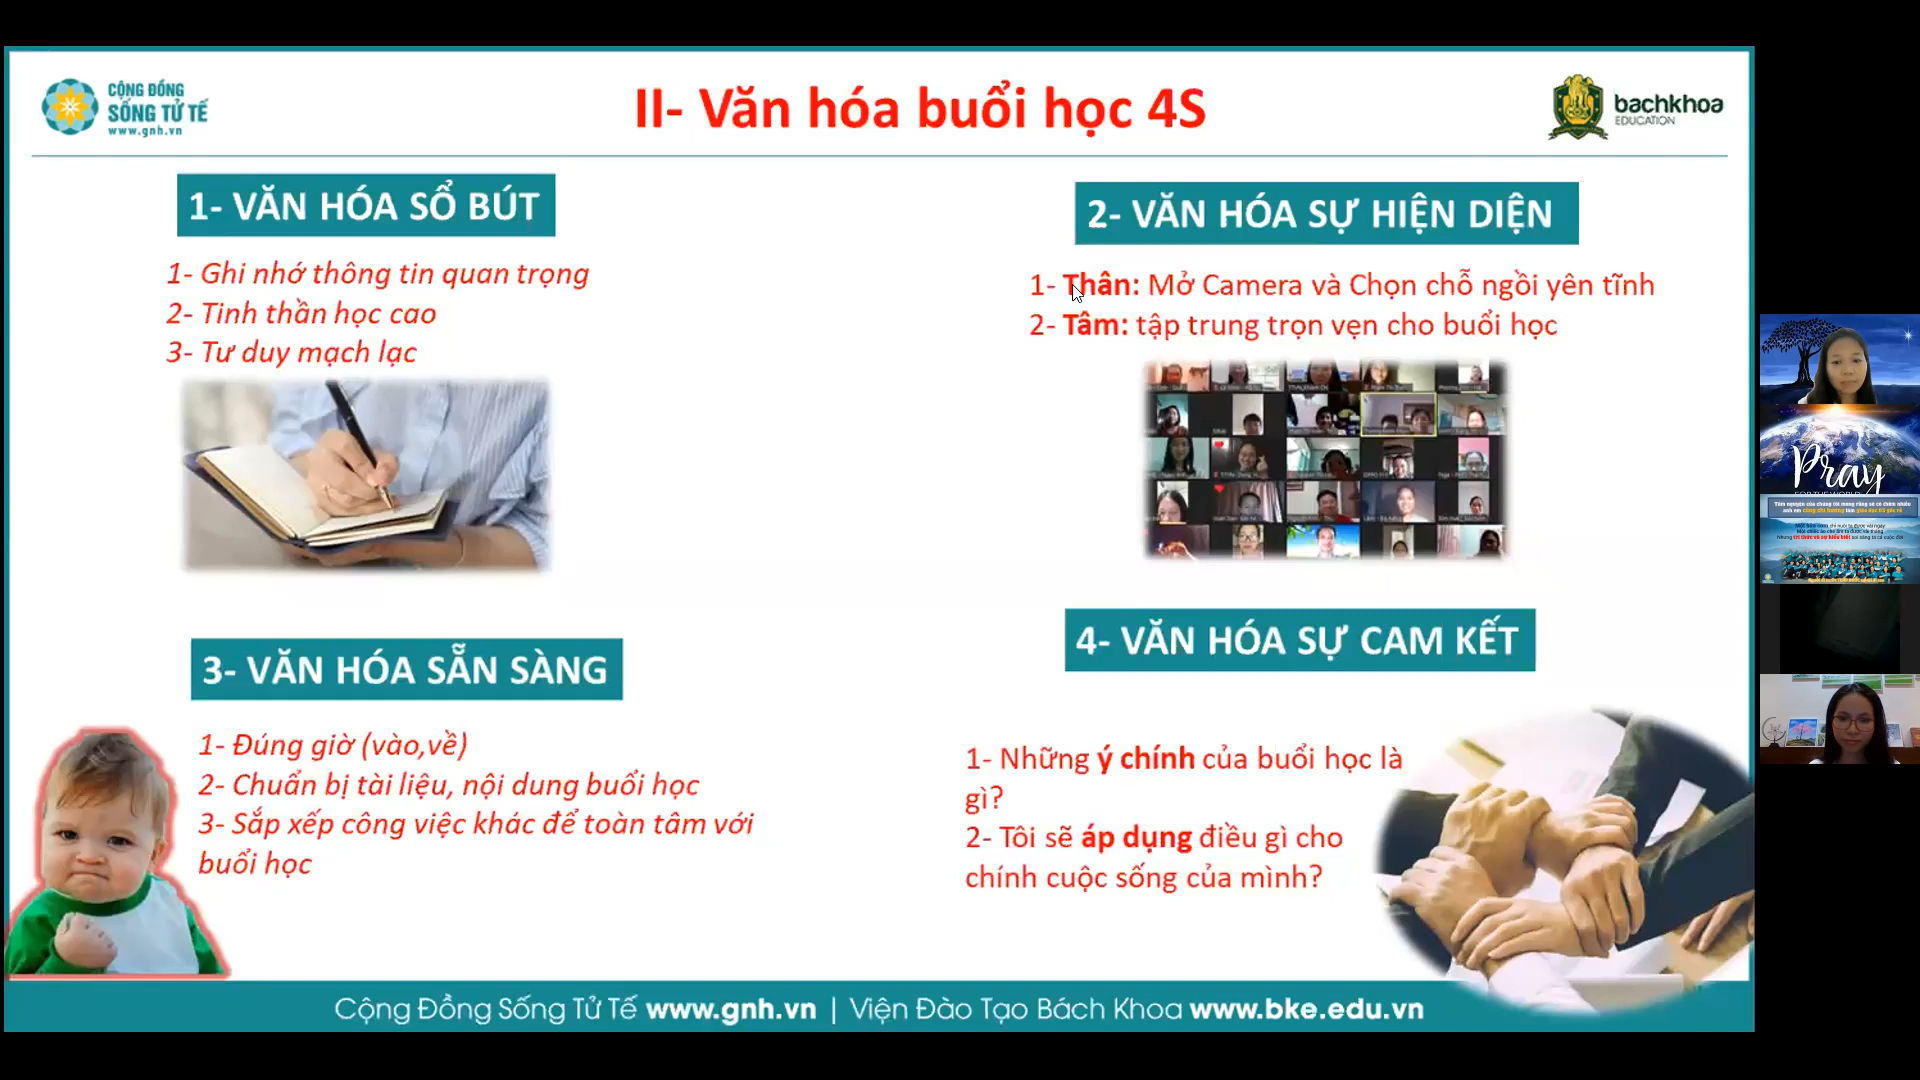 CỘNG ĐỒNG
SỐNG TỬ TẾ
www.gnh.vn
II- Văn hóa buổi học 4S
bachkhoa
EDUCATION
1- VĂN HÓA SỔ BÚT
1- Ghi nhớ thông tin quan trọng
2- Tinh thần học cao
3- Tư duy mạch lạc
2- VĂN HÓA SỰ HIỆN DIỆN
1- Thân: Mở Camera và Chọn chỗ ngồi yên tĩnh
2- Tâm: tập trung trọn vẹn cho buổi học
3- VĂN HÓA SẴN SÀNG
1- Đúng giờ (vào,về)
2- Chuẩn bị tài liệu, nội dung buổi học
3- Sắp xếp công việc khác để toàn tâm với
buổi học
4- VĂN HÓA SỰ CAM KẾT
1- Những ý chính của buổi học là
gì?
2- Tôi sẽ áp dụng điều gì cho
chính cuộc sống của mình?
Cộng Đồng Sống Tử Tế www.gnh.vn | Viện Đào Tạo Bách Khoa www.bke.edu.vn
Pray